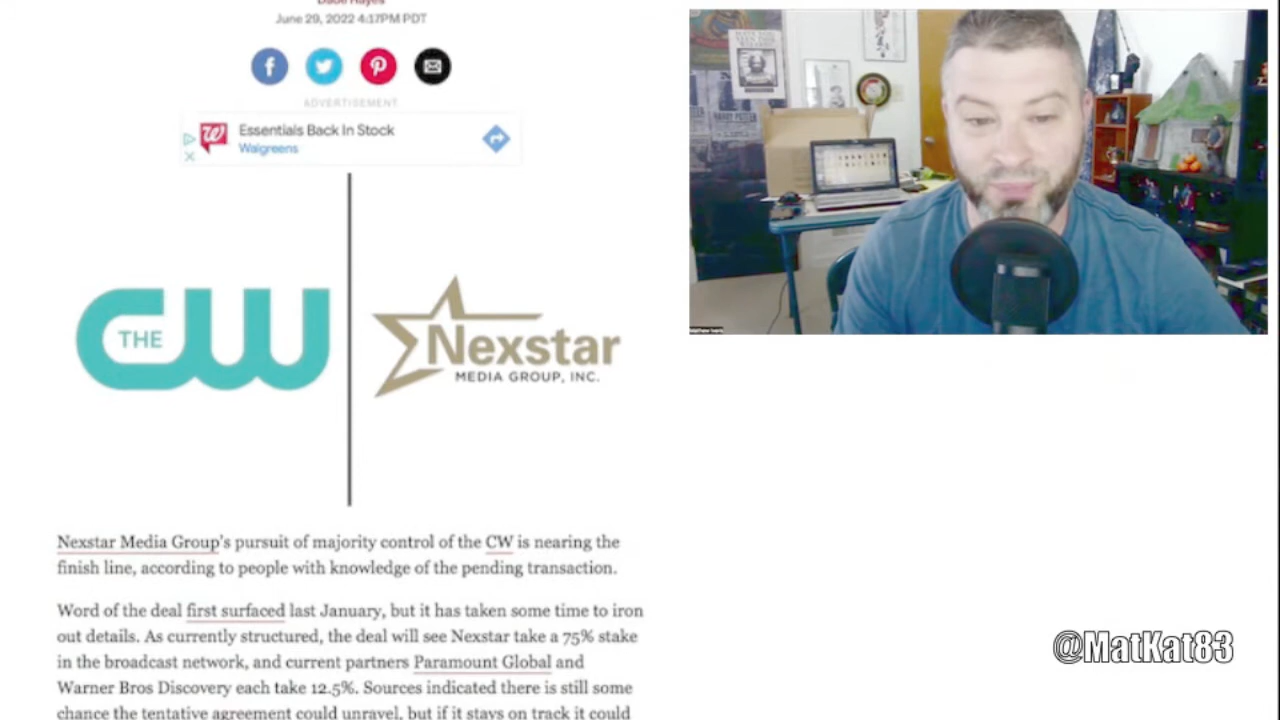 Dade Hayes
June 29, 2022 4:17PM PDT
ADVERTISEMENT
Essentials Back In Stock
Walgreens
THE CW
Nexstar
MEDIA GROUP, INC.
Nexstar Media Group's pursuit of majority control of the CW is nearing the
finish line, according to people with knowledge of the pending transaction.
Word of the deal first surfaced last January, but it has taken some time to iron
out details. As currently structured, the deal will see Nexstar take a 75% stake
in the broadcast network, and current partners Paramount Global and
Warner Bros Discovery each take 12.5%. Sources indicated there is still some
chance the tentative agreement could unravel, but if it stays on track it could
@MatKat83